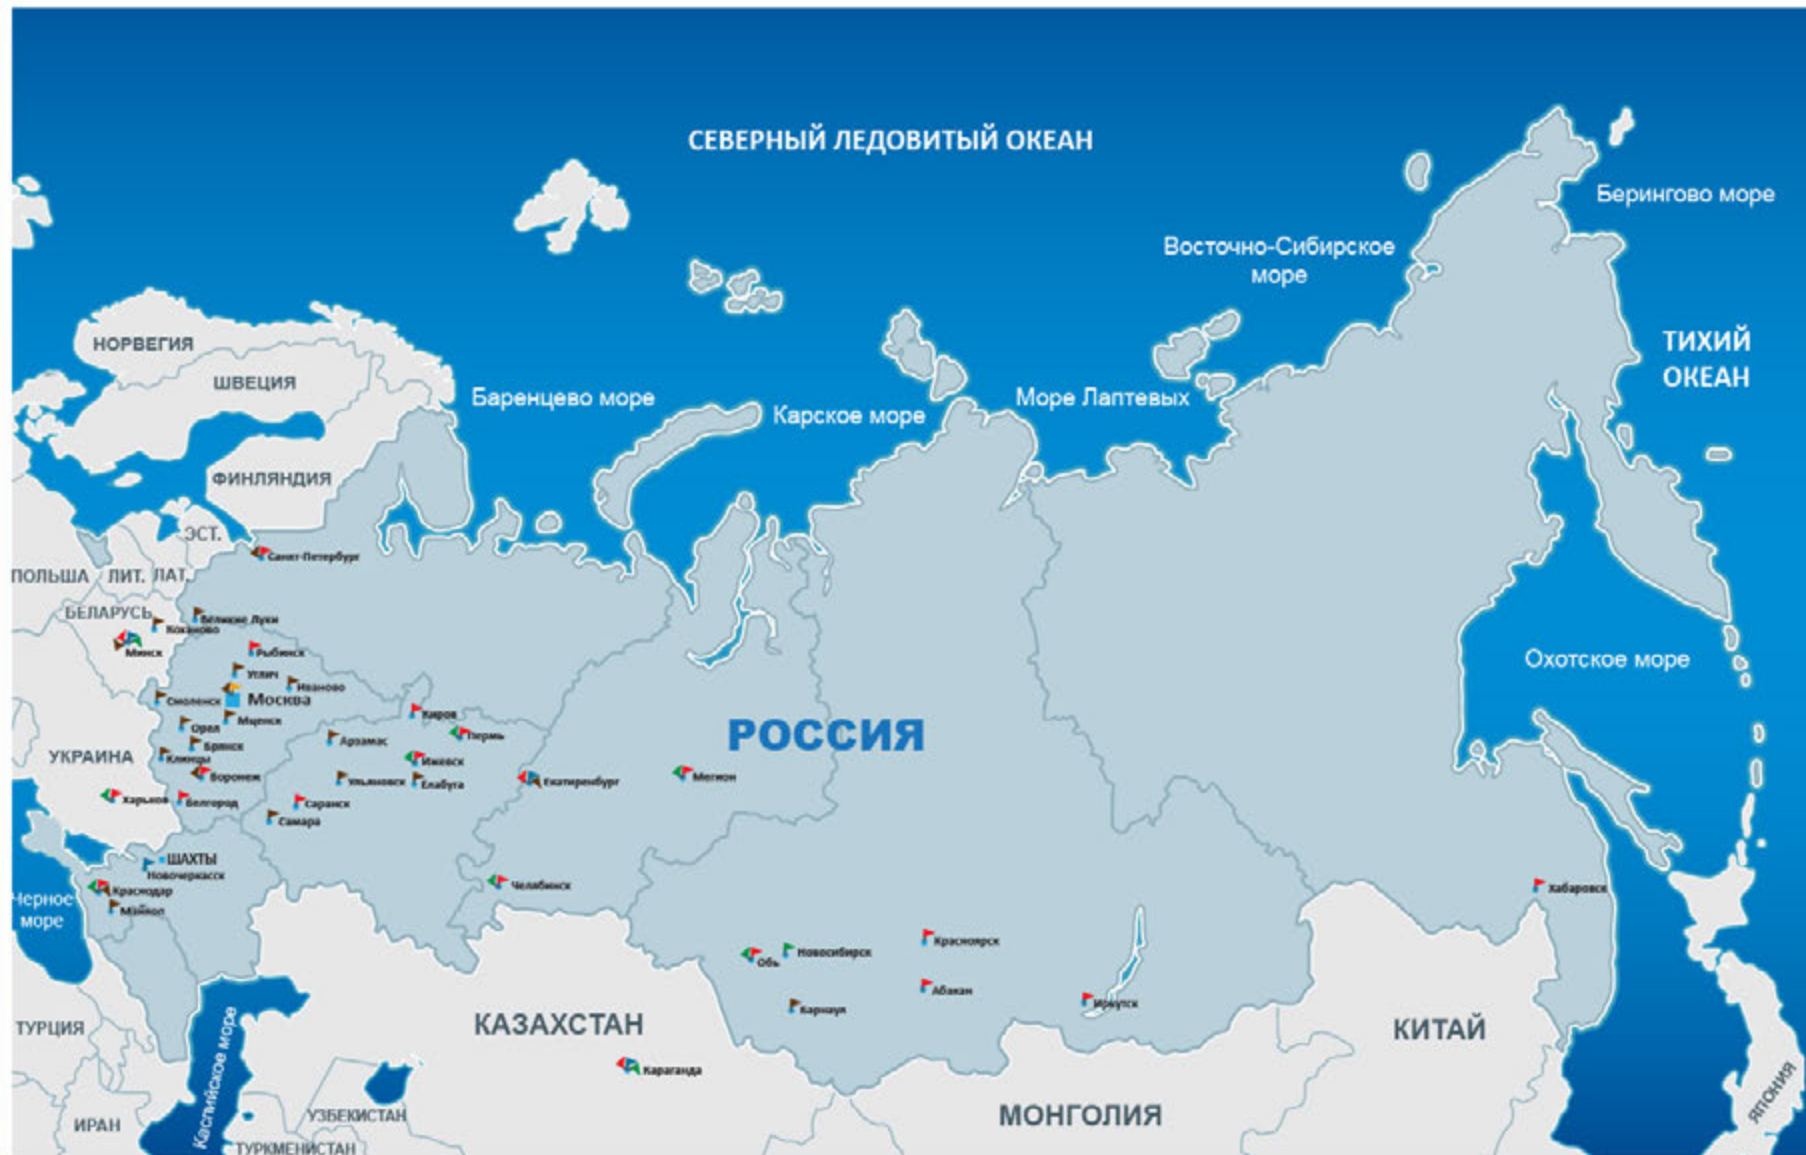 СЕВЕРНЫЙ ЛЕДОВИТЫЙ ОКЕАН
Берингово море
Восточно-Сибирское
море
ТИХИЙ
ОКЕАН
НОРВЕГИЯ
ШВЕЦИЯ
Баренцево море
Карское море
Море Лаптевых
ФИНЛЯНДИЯ
ЭСТ.
Санкт-Петербург
ПОЛЬША
ЛИТ.
ЛАТ.
БЕЛАРУСЬ
Великие Луки
Коханово
Минск
Рыбинск
Охотское море
Углич
Иваново
Смоленск
Москва
Киров
Мценск
Орел
РОССИЯ
Пермь
Арзамас
Брянск
УКРАИНА
Клинцы
Ижевск
Воронеж
Ульяновск
Елабуга
Екатиренбург
Мегион
Харьков
Белгород
Саранск
Самара
ШАХТЫ
Новочеркасск
Краснодар
Челябинск
Хабаровск
Черное
море
Майкоп
Красноярск
Обь
Новосибирск
Абакан
Иркутск
Карнаул
ТУРЦИЯ
КАЗАХСТАН
КИТАЙ
Каспийское море
Караганда
ЯПОНИЯ
УЗБЕКИСТАН
МОНГОЛИЯ
ИРАН
ТУРКМЕНИСТАН